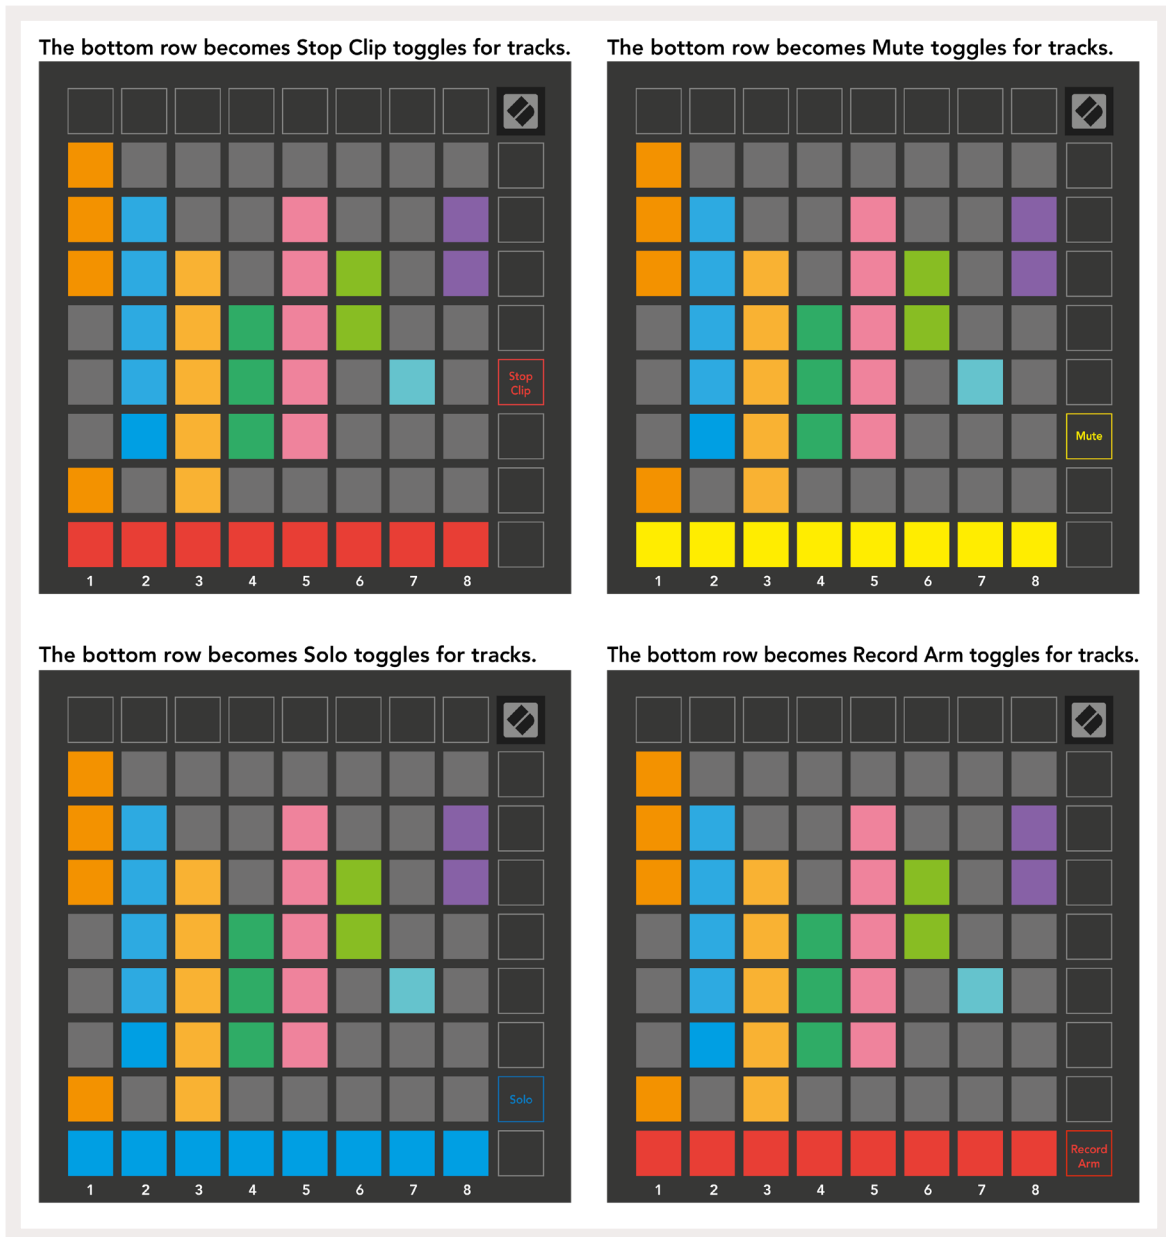 The bottom row becomes Stop Clip toggles for tracks.
Stop
Clip
1 2 3 4 5 6 7 8
The bottom row becomes Mute toggles for tracks.
Mute
1 2 3 4 5 6 7 8
The bottom row becomes Solo toggles for tracks.
Solo
1 2 3 4 5 6 7 8
The bottom row becomes Record Arm toggles for tracks.
Record
Arm
1 2 3 4 5 6 7 8